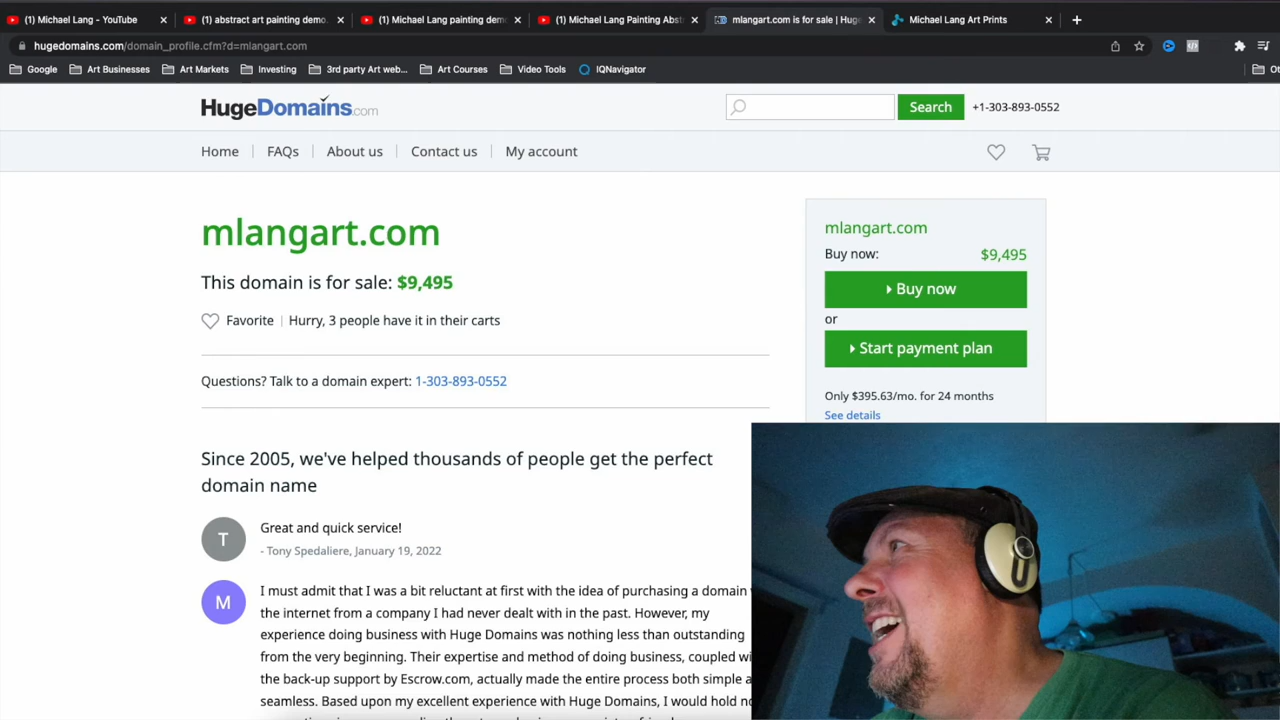 (1) Michael Lang - YouTube
(1) abstract art painting demo.
(1) Michael Lang painting dem
(1) Michael Lang Painting Abs
mlangart.com is for sale | Hug
Michael Lang Art Prints
hugedomains.com/domain_profile.cfm?d=mlangart.com
Google
Art Businesses
Art Markets
Investing
3rd party Art web...
Art Courses
Video Tools
IQNavigator
Ot
HugeDomains.com
Search
+1-303-893-0552
Home
FAQs
About us
Contact us
My account
mlangart.com
This domain is for sale: $9,495
Favorite
Hurry, 3 people have it in their carts
Questions? Talk to a domain expert: 1-303-893-0552
mlangart.com
Buy now: $9,495
Buy now
or
Start payment plan
Only $395.63/mo. for 24 months
See details
Since 2005, we've helped thousands of people get the perfect
domain name
T
Great and quick service!
- Tony Spedaliere, January 19, 2022
M
I must admit that I was a bit reluctant at first with the idea of purchasing a domain
the internet from a company I had never dealt with in the past. However, my
experience doing business with Huge Domains was nothing less than outstanding
from the very beginning. Their expertise and method of doing business, coupled wi
the back-up support by Escrow.com, actually made the entire process both simple a
seamless. Based upon my excellent experience with Huge Domains, I would hold no